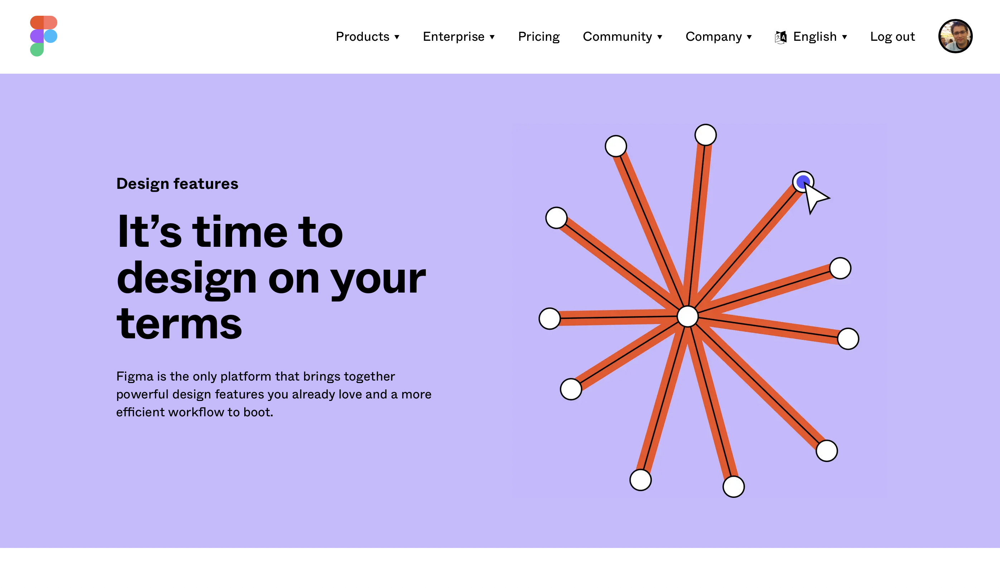 Products ▼ Enterprise ▼ Pricing Community ▼ Company ▼ English ▼ Log out
Design features
It’s time to
design on your
terms
Figma is the only platform that brings together
powerful design features you already love and a more
efficient workflow to boot.